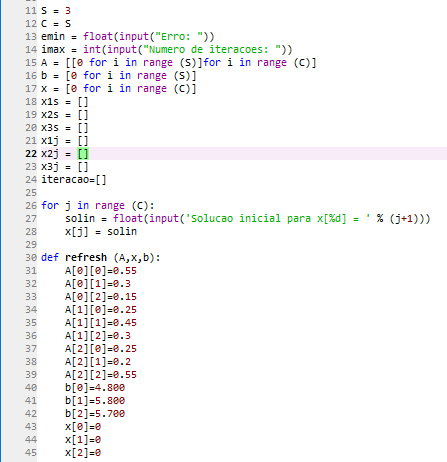 11 S = 3
12 C = S
13 emin = float(input("Erro: "))
14 imax = int(input("Numero de iteracoes: "))
15 A = [[0 for i in range (S)]for i in range (C)]
16 b = [0 for i in range (S)]
17 x = [0 for i in range (C)]
18 x1s = []
19 x2s = []
20 x3s = []
21 x1j = []
22 x2j = []
23 x3j = []
24 iteracao=[]
25
26 for j in range (C):
27     solin = float(input('Solucao inicial para x[%d] = ' % (j+1)))
28     x[j] = solin
29
30 def refresh (A,x,b):
31     A[0][0]=0.55
32     A[0][1]=0.3
33     A[0][2]=0.15
34     A[1][0]=0.25
35     A[1][1]=0.45
36     A[1][2]=0.3
37     A[2][0]=0.25
38     A[2][1]=0.2
39     A[2][2]=0.55
40     b[0]=4.800
41     b[1]=5.800
42     b[2]=5.700
43     x[0]=0
44     x[1]=0
45     x[2]=0